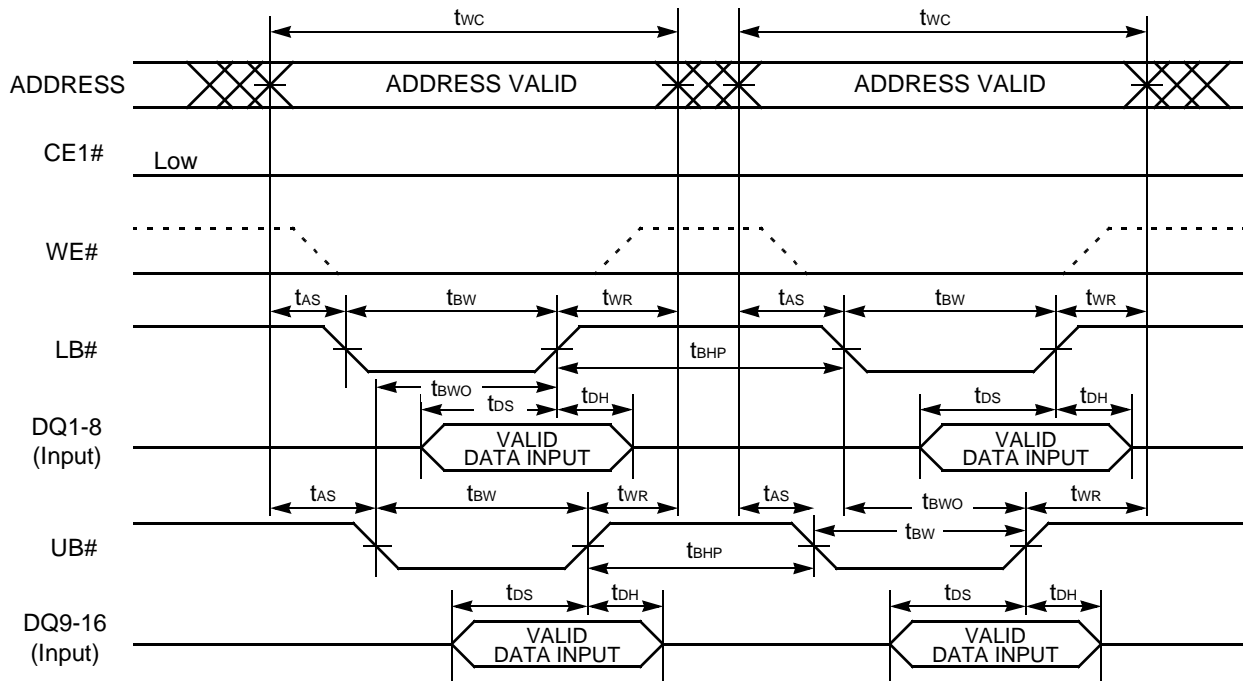 tWC tWC
ADDRESS ADDRESS VALID ADDRESS VALID
CE1# Low
WE#
tAS tBW tWR tAS tBW tWR
LB#
tBHP
tBWO
tDS tDH tDS tDH
DQ1-8
(Input)
VALID
DATA INPUT
VALID
DATA INPUT
tAS tBW tWR tAS tBWO tWR
tBW
UB#
tBHP
tDS tDH tDS tDH
DQ9-16
(Input)
VALID
DATA INPUT
VALID
DATA INPUT